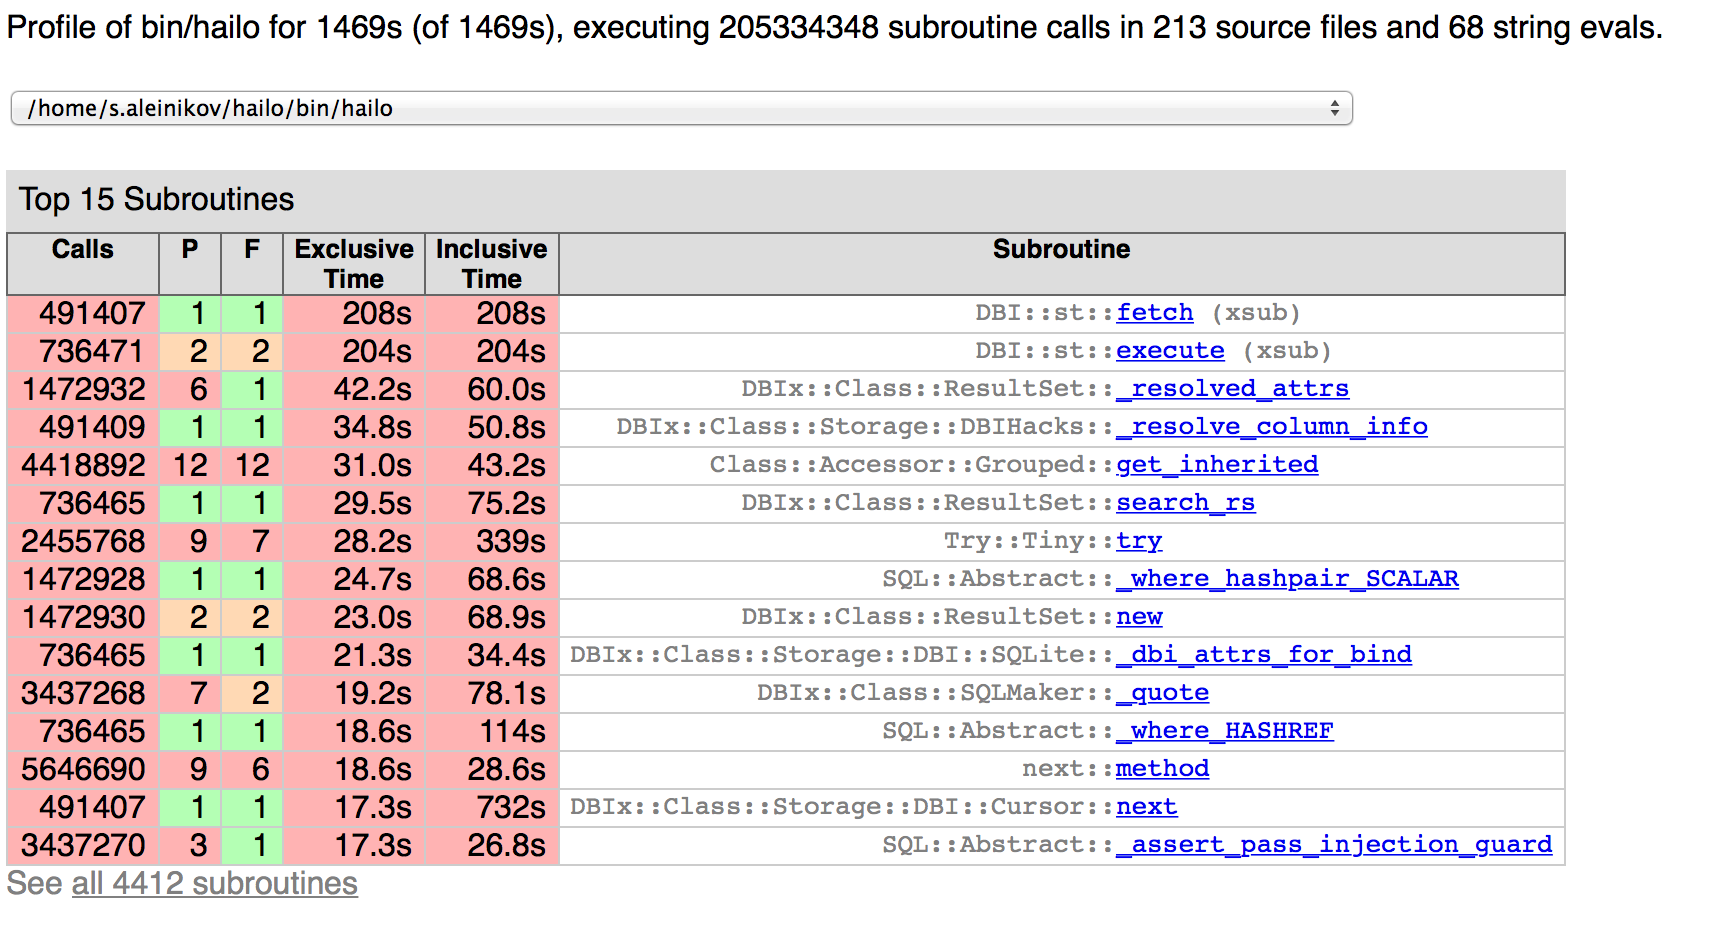 Profile of bin/hailo for 1469s (of 1469s), executing 205334348 subroutine calls in 213 source files and 68 string evals.
/home/s.aleinikov/hailo/bin/hailo
Top 15 Subroutines
Calls P F Exclusive Time Inclusive Time Subroutine
491407 1 1 208s 208s DBI::st::fetch (xsub)
736471 2 2 204s 204s DBI::st::execute (xsub)
1472932 6 1 42.2s 60.0s DBIx::Class::ResultSet::_resolved_attrs
491409 1 1 34.8s 50.8s DBIx::Class::Storage::DBIHacks::_resolve_column_info
4418892 12 12 31.0s 43.2s Class::Accessor::Grouped::get_inherited
736465 1 1 29.5s 75.2s DBIx::Class::ResultSet::search_rs
2455768 9 7 28.2s 339s Try::Tiny::try
1472928 1 1 24.7s 68.6s SQL::Abstract::_where_hashpair_SCALAR
1472930 2 2 23.0s 68.9s DBIx::Class::ResultSet::new
736465 1 1 21.3s 34.4s DBIx::Class::Storage::DBI::SQLite::_dbi_attrs_for_bind
3437268 7 2 19.2s 78.1s DBIx::Class::SQLMaker::_quote
736465 1 1 18.6s 114s SQL::Abstract::_where_HASHREF
5646690 9 6 18.6s 28.6s next::method
491407 1 1 17.3s 732s DBIx::Class::Storage::DBI::Cursor::next
3437270 3 1 17.3s 26.8s SQL::Abstract::_assert_pass_injection_guard
See all 4412 subroutines